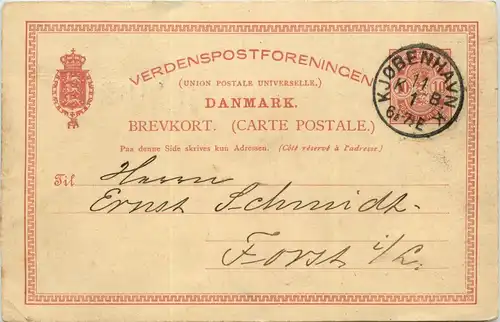 VERDENSPOSTFORENINGEN
(UNION POSTALE UNIVERSELLE.)
DANMARK.
BREVKORT. (CARTE POSTALE.)
Paa denne Side skrives kun Adressen. (Côté réservé à l'adresse.)
KJØBENHAVN K
Til Herrn
Ernst Schmidt.
Forst i/L.